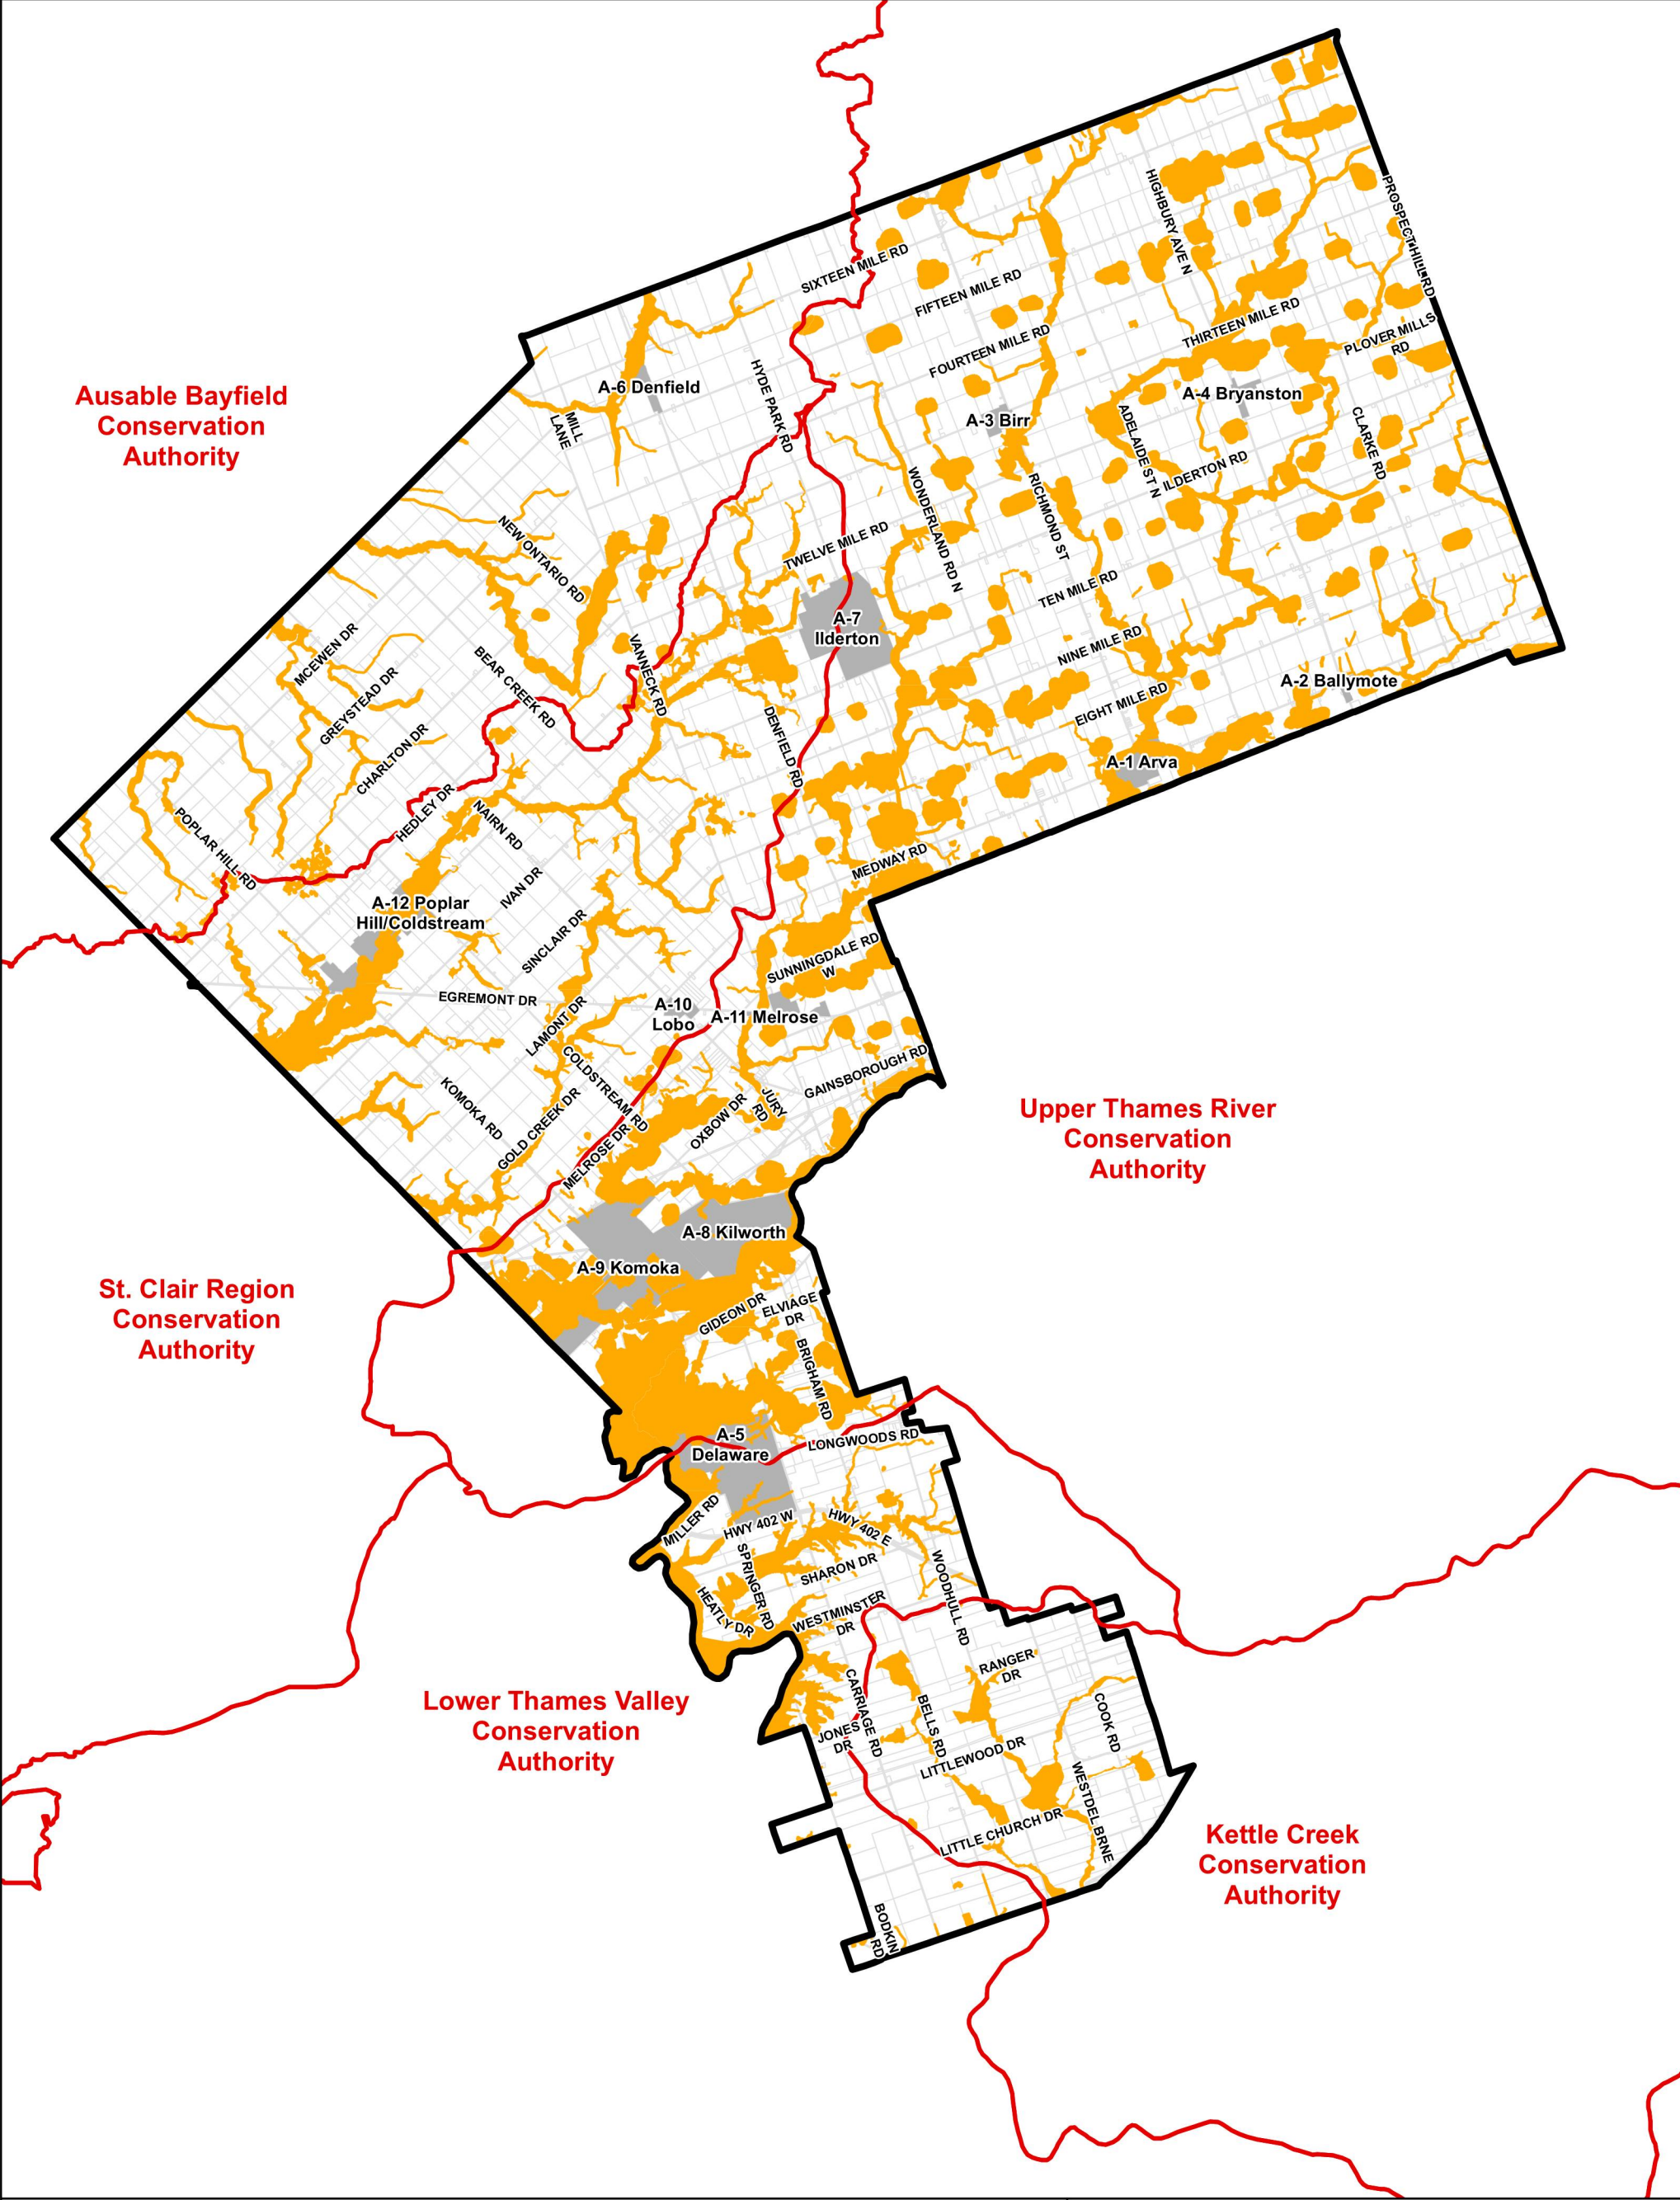 HIGHBURY AVE N
PROSPECT HILL RD
SIXTEEN MILE RD
FIFTEEN MILE RD
THIRTEEN MILE RD
PLOVER MILLS
RD
FOURTEEN MILE RD
Ausable Bayfield
Conservation
Authority
A-6 Denfield
HYDE PARK RD
MILL
LANE
A-3 Birr
A-4 Bryanston
ADELAIDE ST N
CLARKE RD
ILDERTON RD
WONDERLAND RD N
RICHMOND ST
NEW ONTARIO RD
TWELVE MILE RD
TEN MILE RD
A-7
Ilderton
NINE MILE RD
MCEWEN DR
GREYSTEAD DR
BEAR CREEK RD
VANNECK RD
A-2 Ballymote
EIGHT MILE RD
CHARLTON DR
DENFIELD RD
A-1 Arva
POPLAR HILL RD
HEDLEY DR
NAIRN RD
MEDWAY RD
IVAN DR
A-12 Poplar
Hill/Coldstream
SINCLAIR DR
SUNNINGDALE RD
W
EGREMONT DR
A-10
Lobo
A-11 Melrose
LAMONT DR
COLDSTREAM RD
GAINSBOROUGH RD
KOMOKA RD
GOLD CREEK DR
MELROSE DR
OXBOW DR
JURY
RD
Upper Thames River
Conservation
Authority
A-8 Kilworth
A-9 Komoka
St. Clair Region
Conservation
Authority
GIDEON DR
ELVIAGE
DR
BRIGHAM RD
A-5
Delaware
LONGWOODS RD
MILLER RD
HWY 402 W
HWY 402 E
SPRINGER RD
SHARON DR
WOODHULL RD
HEATLY DR
WESTMINSTER
DR
RANGER
DR
CARRIAGE RD
BELLS RD
COOK RD
Lower Thames Valley
Conservation
Authority
JONES
DR
LITTLEWOOD DR
WESTDEL BRNE
LITTLE CHURCH DR
Kettle Creek
Conservation
Authority
BODKIN
RD